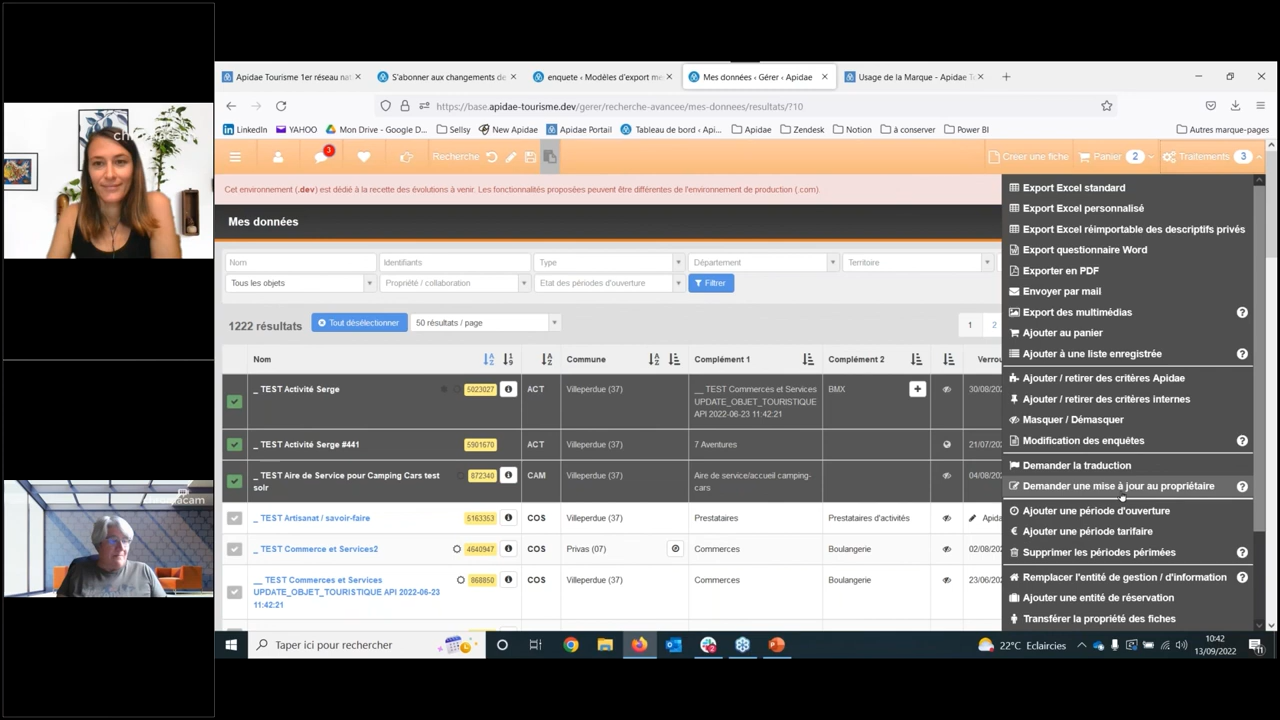 Apidae Tourisme 1er réseau nat
S'abonner aux changements de
enquete ‹ Modèles d'export me
Mes données ‹ Gérer ‹ Apidae
Usage de la Marque - Apidae T
https://base.apidae-tourisme.dev/gerer/recherche-avancee/mes-donnees/resultats/?10
LinkedIn
YAHOO
Mon Drive - Google D...
Sellsy
New Apidae
Apidae Portail
Tableau de bord ‹ Api...
Apidae
Zendesk
Notion
à conserver
Power BI
Autres marque-pages
3
Recherche
Créer une fiche
Panier 2
Traitements 3
Cet environnement (.dev) est dédié à la recette des évolutions à venir. Les fonctionnalités proposées peuvent être différentes de l'environnement de production (.com).
Mes données
Nom
Identifiants
Type
Département
Territoire
Tous les objets
Propriété / collaboration
Etat des périodes d'ouverture
Filtrer
1222 résultats
Tout désélectionner
50 résultats / page
1 2
Nom
Commune
Complément 1
Complément 2
Verrou
_ TEST Activité Serge
5023027
ACT
Villeperdue (37)
__ TEST Commerces et Services
UPDATE_OBJET_TOURISTIQUE
API 2022-06-23 11:42:21
BMX
30/08/20
_ TEST Activité Serge #441
5901670
ACT
Villeperdue (37)
7 Aventures
21/07/20
_ TEST Aire de Service pour Camping Cars test
solr
872340
CAM
Villeperdue (37)
Aire de service/accueil camping-
cars
04/08/20
_ TEST Artisanat / savoir-faire
5163353
COS
Villeperdue (37)
Prestataires
Prestataires d'activités
Apida
_ TEST Commerce et Services2
4640947
COS
Privas (07)
Commerces
Boulangerie
02/08/20
__ TEST Commerces et Services
UPDATE_OBJET_TOURISTIQUE API 2022-06-23
11:42:21
868850
COS
Villeperdue (37)
Commerces
Boulangerie
23/06/20
Export Excel standard
Export Excel personnalisé
Export Excel réimportable des descriptifs privés
Export questionnaire Word
Exporter en PDF
Envoyer par mail
Export des multimédias
Ajouter au panier
Ajouter à une liste enregistrée
Ajouter / retirer des critères Apidae
Ajouter / retirer des critères internes
Masquer / Démasquer
Modification des enquêtes
Demander la traduction
Demander une mise à jour au propriétaire
Ajouter une période d'ouverture
Ajouter une période tarifaire
Supprimer les périodes périmées
Remplacer l'entité de gestion / d'information
Ajouter une entité de réservation
Transférer la propriété des fiches
Taper ici pour rechercher
22°C Eclaircies
10:42
13/09/2022
11